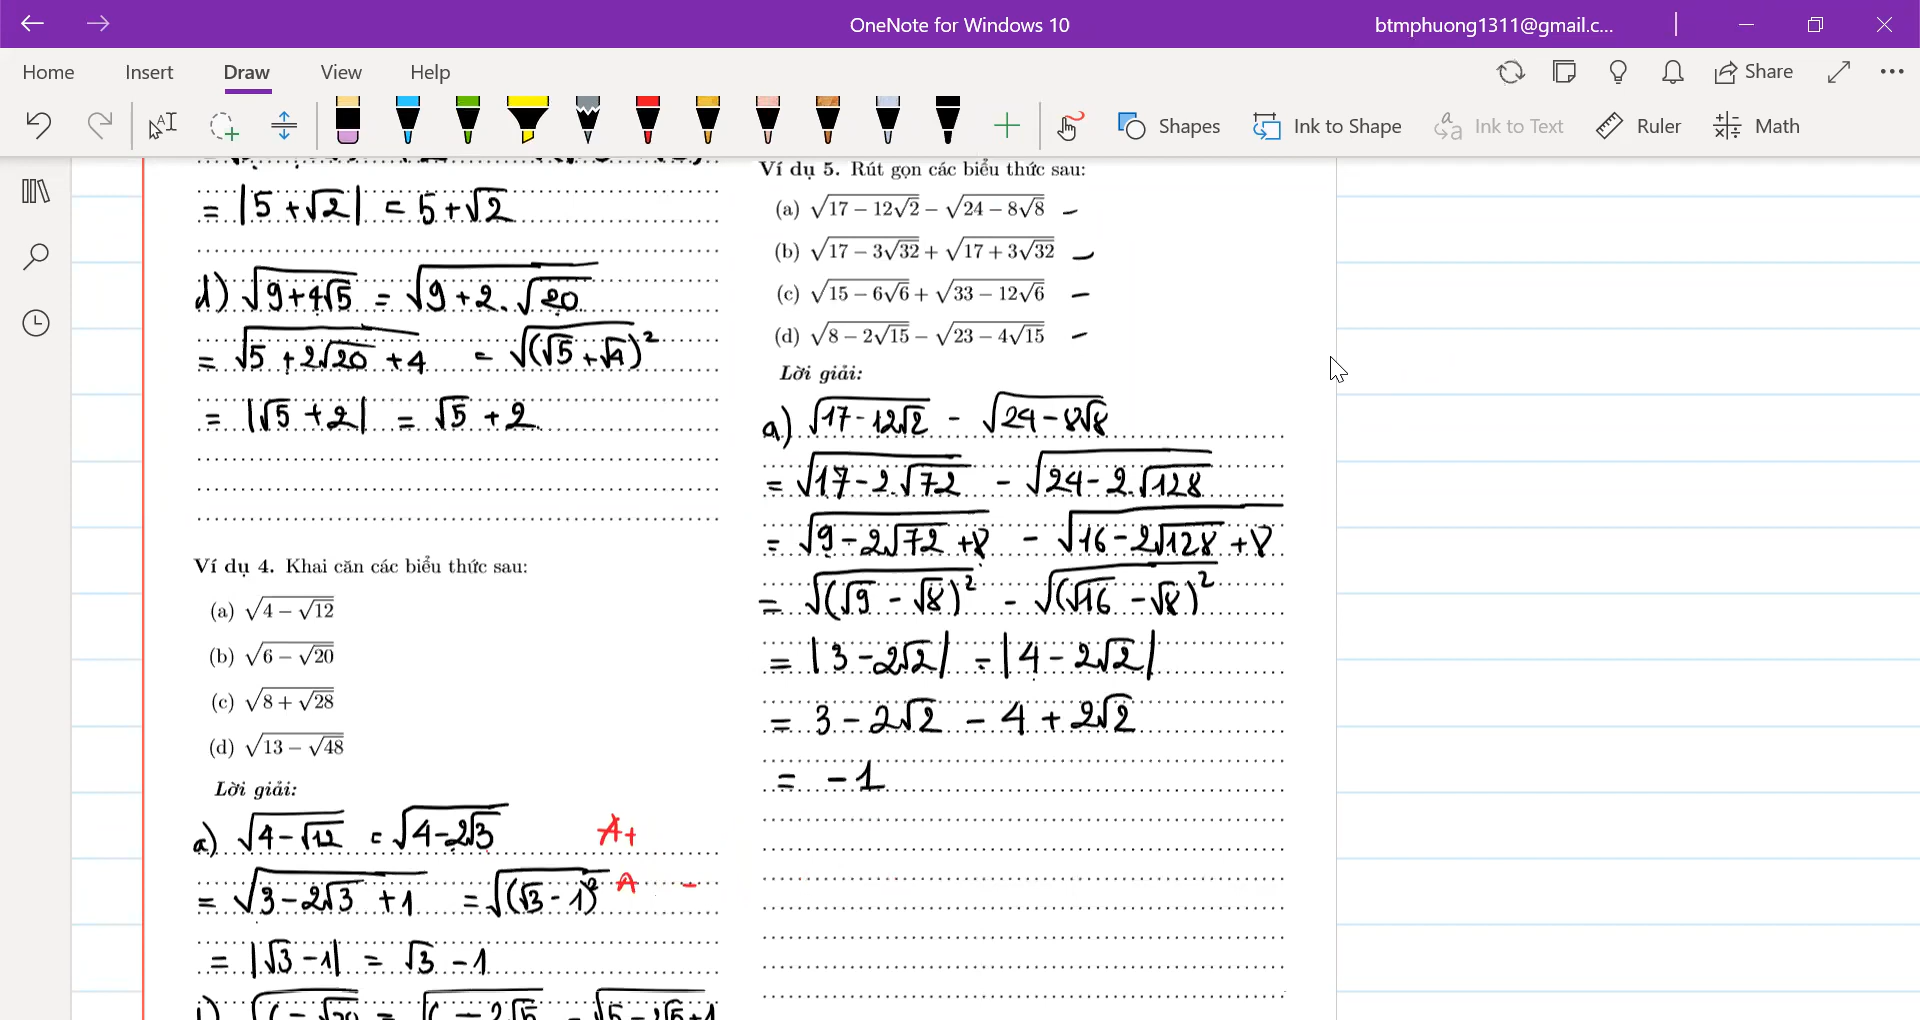 OneNote for Windows 10
btmphuong1311@gmail.c...
Home Insert Draw View Help
Share
Shapes Ink to Shape Ink to Text Ruler Math
= |5 + √2| = 5 + √2
d) √(9 + 4√5) = √(9 + 2.√20)
= √(5 + 2√20 + 4) = √((√5 + √4)²)
= |√5 + 2| = √5 + 2
Ví dụ 4. Khai căn các biểu thức sau:
(a) √(4 − √12)
(b) √(6 − √20)
(c) √(8 + √28)
(d) √(13 − √48)
Lời giải:
a) √(4 − √12) = √(4 − 2√3)
A+
= √(3 − 2√3 + 1) = √((√3 − 1)²)
A -
= |√3 − 1| = √3 − 1
Ví dụ 5. Rút gọn các biểu thức sau:
(a) √(17 − 12√2) − √(24 − 8√8)
(b) √(17 − 3√32) + √(17 + 3√32)
(c) √(15 − 6√6) + √(33 − 12√6)
(d) √(8 − 2√15) − √(23 − 4√15)
Lời giải:
a) √(17 − 12√2) − √(24 − 8√8)
= √(17 − 2.√72) − √(24 − 2.√128)
= √(9 − 2√72 + 8) − √(16 − 2√128 + 8)
= √((√9 − √8)²) − √((√16 − √8)²)
= |3 − 2√2| − |4 − 2√2|
= 3 − 2√2 − 4 + 2√2
= −1